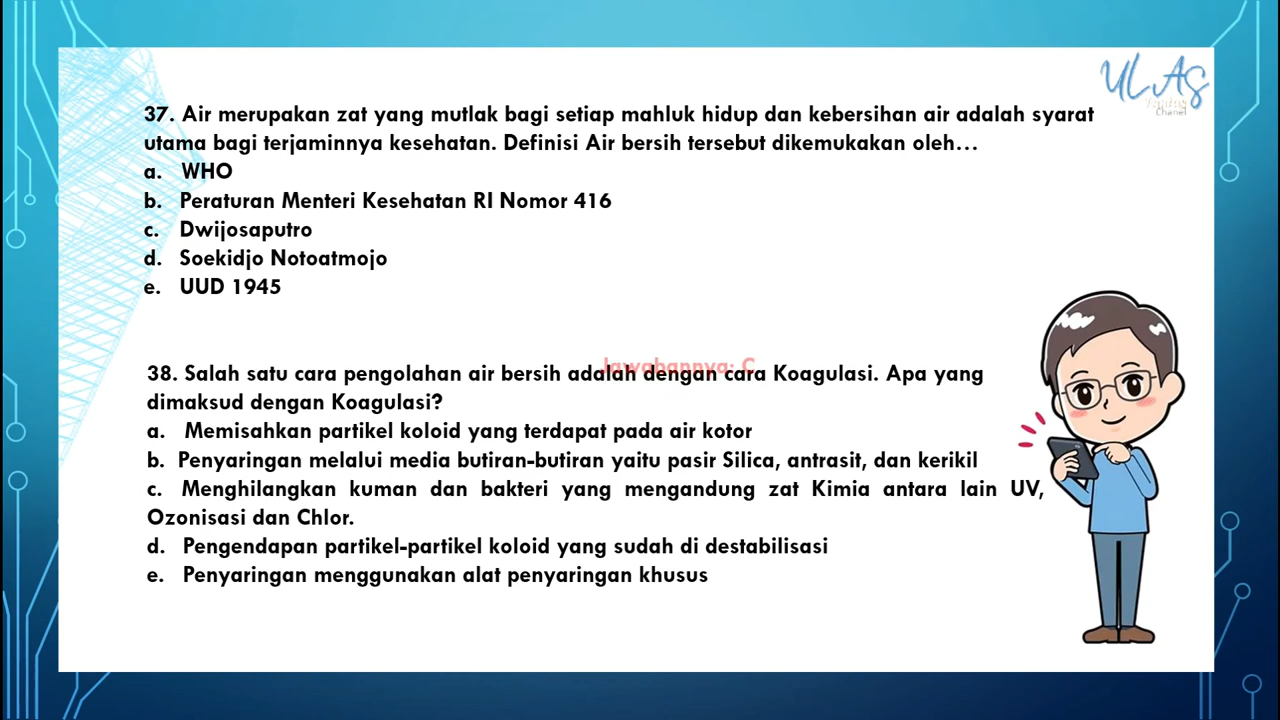 ULAS
Chanel
37. Air merupakan zat yang mutlak bagi setiap mahluk hidup dan kebersihan air adalah syarat
utama bagi terjaminnya kesehatan. Definisi Air bersih tersebut dikemukakan oleh…
a. WHO
b. Peraturan Menteri Kesehatan RI Nomor 416
c. Dwijosaputro
d. Soekidjo Notoatmojo
e. UUD 1945
Jawabannya: C
38. Salah satu cara pengolahan air bersih adalah dengan cara Koagulasi. Apa yang
dimaksud dengan Koagulasi?
a. Memisahkan partikel koloid yang terdapat pada air kotor
b. Penyaringan melalui media butiran-butiran yaitu pasir Silica, antrasit, dan kerikil
c. Menghilangkan kuman dan bakteri yang mengandung zat Kimia antara lain UV,
Ozonisasi dan Chlor.
d. Pengendapan partikel-partikel koloid yang sudah di destabilisasi
e. Penyaringan menggunakan alat penyaringan khusus